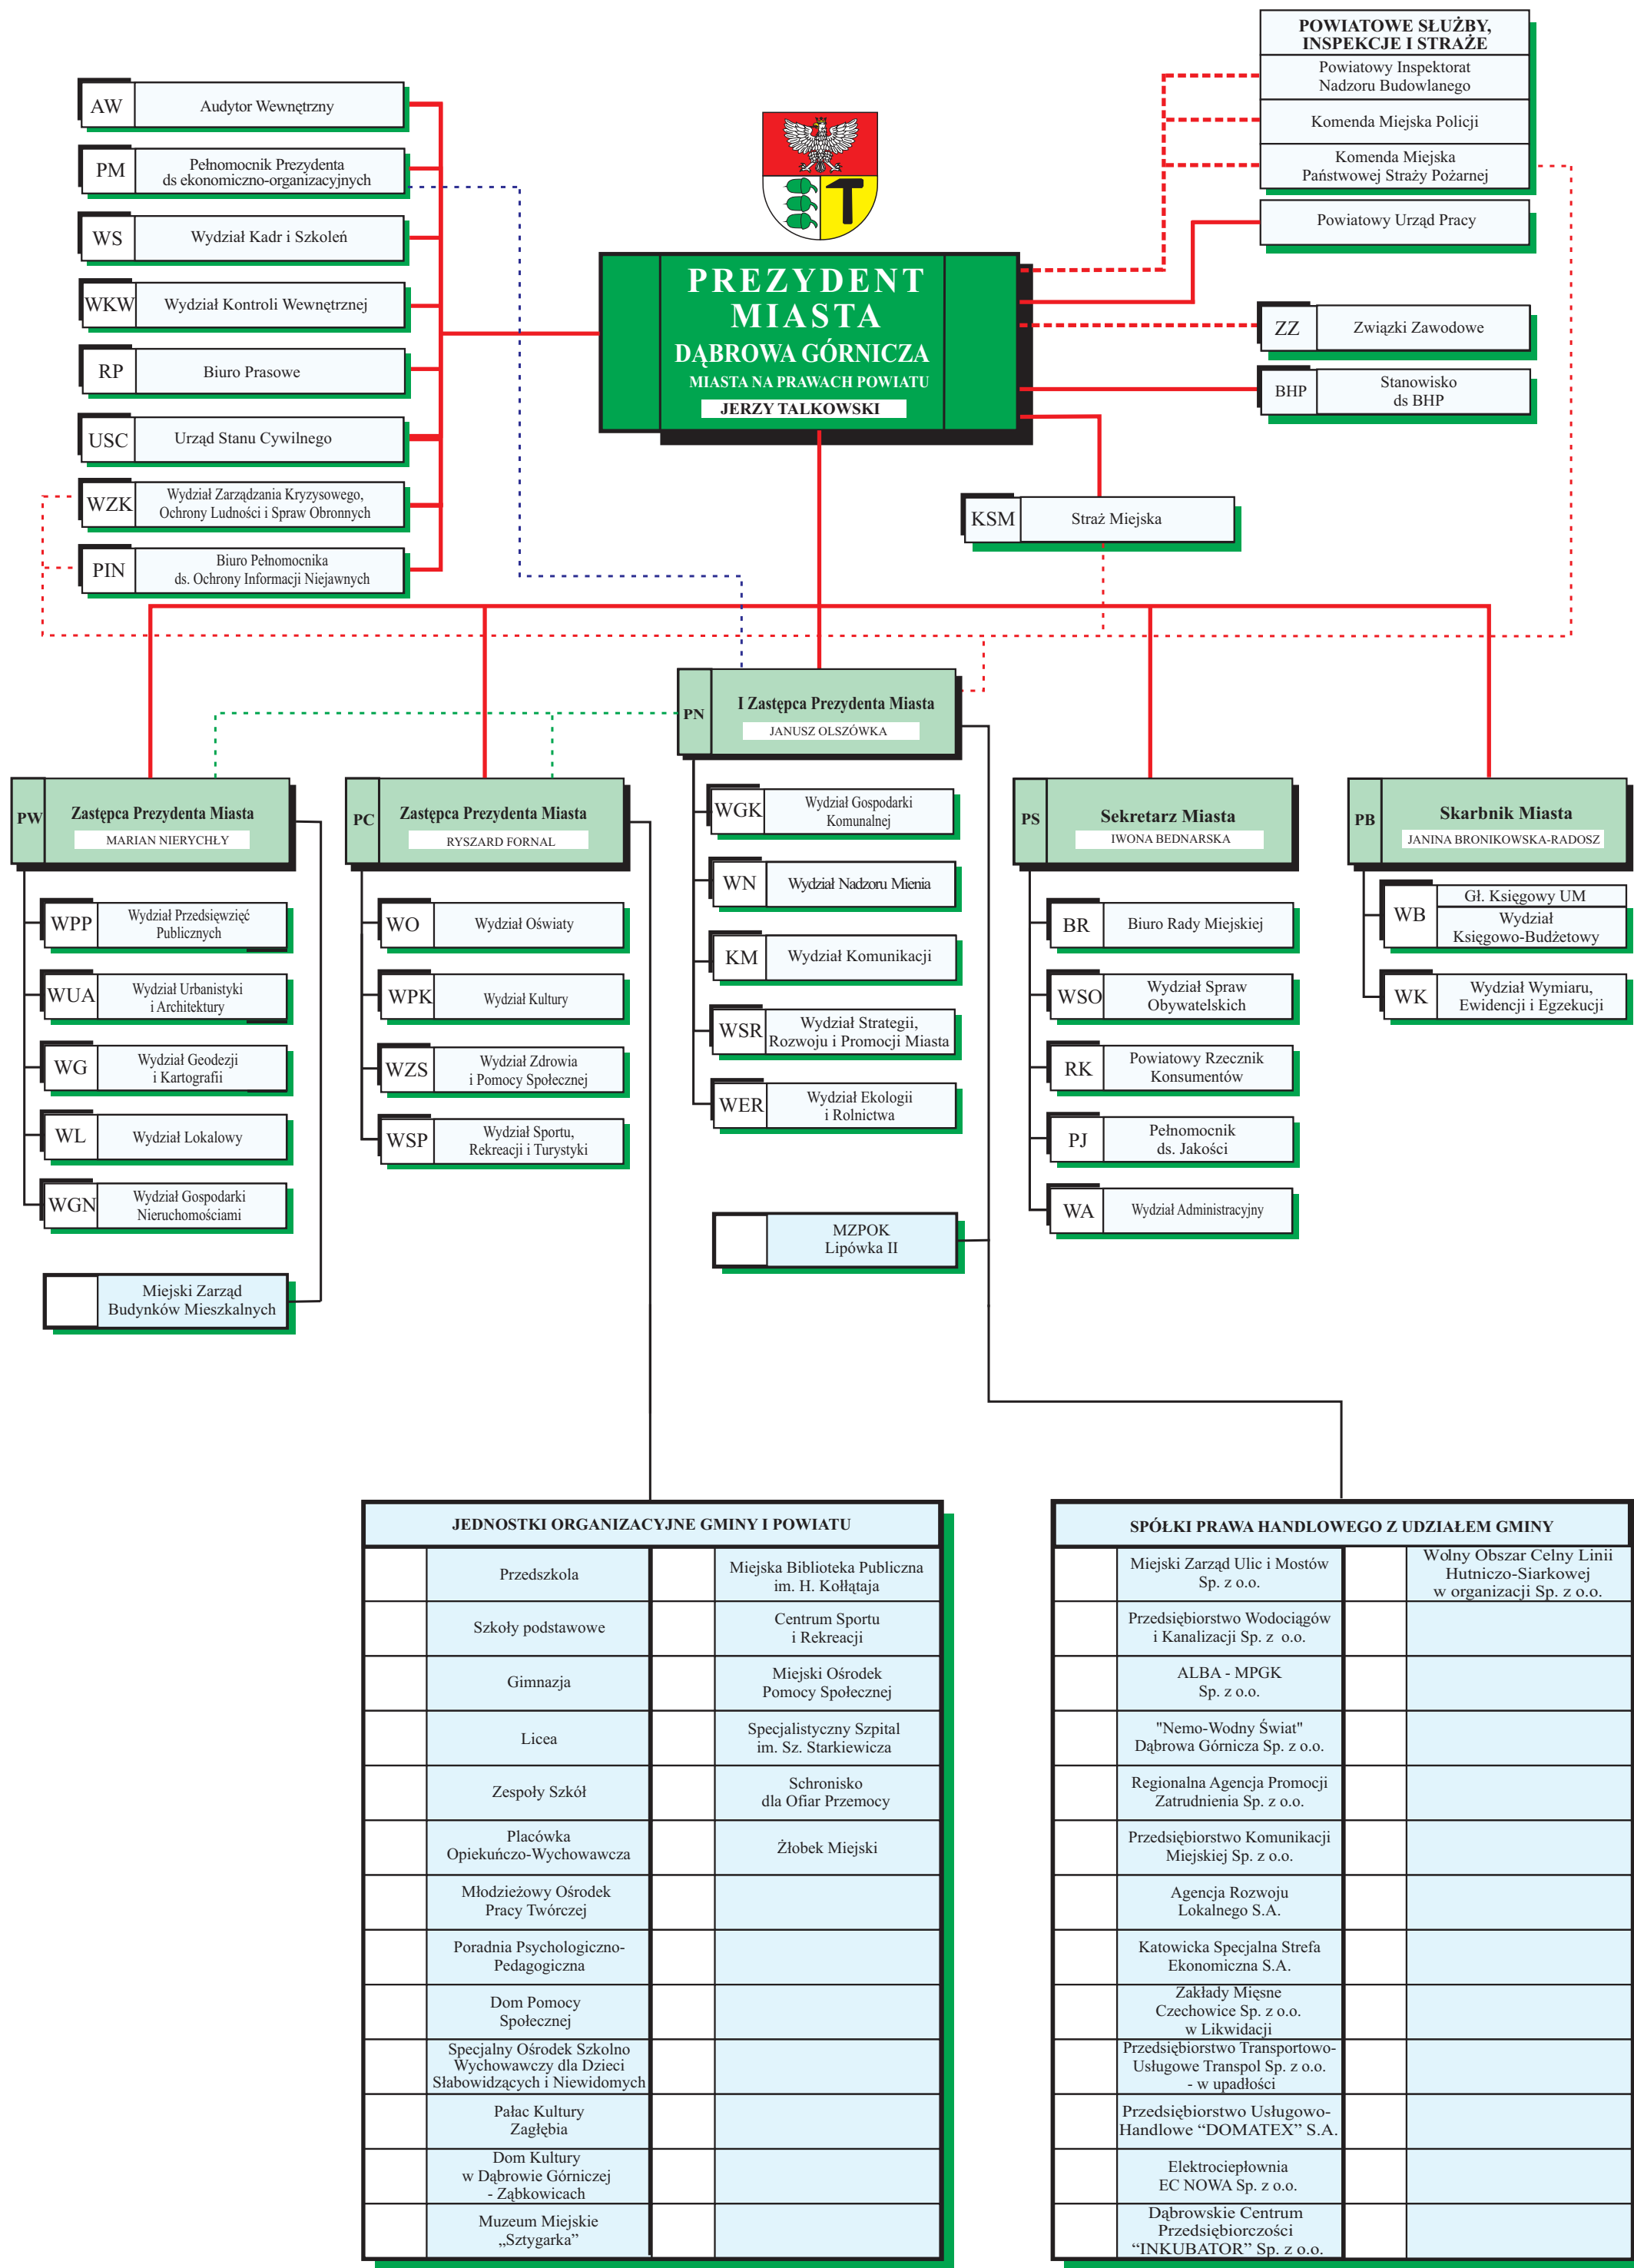 POWIATOWE SŁUŻBY,
INSPEKCJE I STRAŻE
Powiatowy Inspektorat
Nadzoru Budowlanego
Komenda Miejska Policji
Komenda Miejska
Państwowej Straży Pożarnej
Powiatowy Urząd Pracy
ZZ
Związki Zawodowe
BHP
Stanowisko
ds BHP
AW
Audytor Wewnętrzny
PM
Pełnomocnik Prezydenta
ds ekonomiczno-organizacyjnych
WS
Wydział Kadr i Szkoleń
WKW
Wydział Kontroli Wewnętrznej
RP
Biuro Prasowe
USC
Urząd Stanu Cywilnego
WZK
Wydział Zarządzania Kryzysowego,
Ochrony Ludności i Spraw Obronnych
PIN
Biuro Pełnomocnika
ds. Ochrony Informacji Niejawnych
PREZYDENT
MIASTA
DĄBROWA GÓRNICZA
MIASTA NA PRAWACH POWIATU
JERZY TALKOWSKI
KSM
Straż Miejska
PN
I Zastępca Prezydenta Miasta
JANUSZ OLSZÓWKA
WGK
Wydział Gospodarki
Komunalnej
WN
Wydział Nadzoru Mienia
KM
Wydział Komunikacji
WSR
Wydział Strategii,
Rozwoju i Promocji Miasta
WER
Wydział Ekologii
i Rolnictwa
MZPOK
Lipówka II
PW
Zastępca Prezydenta Miasta
MARIAN NIERYCHŁY
WPP
Wydział Przedsięwzięć
Publicznych
WUA
Wydział Urbanistyki
i Architektury
WG
Wydział Geodezji
i Kartografii
WL
Wydział Lokalowy
WGN
Wydział Gospodarki
Nieruchomościami
Miejski Zarząd
Budynków Mieszkalnych
PC
Zastępca Prezydenta Miasta
RYSZARD FORNAL
WO
Wydział Oświaty
WPK
Wydział Kultury
WZS
Wydział Zdrowia
i Pomocy Społecznej
WSP
Wydział Sportu,
Rekreacji i Turystyki
PS
Sekretarz Miasta
IWONA BEDNARSKA
BR
Biuro Rady Miejskiej
WSO
Wydział Spraw
Obywatelskich
RK
Powiatowy Rzecznik
Konsumentów
PJ
Pełnomocnik
ds. Jakości
WA
Wydział Administracyjny
PB
Skarbnik Miasta
JANINA BRONIKOWSKA-RADOSZ
WB
Gł. Księgowy UM
Wydział
Księgowo-Budżetowy
WK
Wydział Wymiaru,
Ewidencji i Egzekucji
JEDNOSTKI ORGANIZACYJNE GMINY I POWIATU
Przedszkola
Szkoły podstawowe
Gimnazja
Licea
Zespoły Szkół
Placówka
Opiekuńczo-Wychowawcza
Młodzieżowy Ośrodek
Pracy Twórczej
Poradnia Psychologiczno-
Pedagogiczna
Dom Pomocy
Społecznej
Specjalny Ośrodek Szkolno
Wychowawczy dla Dzieci
Słabowidzących i Niewidomych
Pałac Kultury
Zagłębia
Dom Kultury
w Dąbrowie Górniczej
- Ząbkowicach
Muzeum Miejskie
„Sztygarka”
Miejska Biblioteka Publiczna
im. H. Kołłątaja
Centrum Sportu
i Rekreacji
Miejski Ośrodek
Pomocy Społecznej
Specjalistyczny Szpital
im. Sz. Starkiewicza
Schronisko
dla Ofiar Przemocy
Żłobek Miejski
SPÓŁKI PRAWA HANDLOWEGO Z UDZIAŁEM GMINY
Miejski Zarząd Ulic i Mostów
Sp. z o.o.
Przedsiębiorstwo Wodociągów
i Kanalizacji Sp. z o.o.
ALBA - MPGK
Sp. z o.o.
"Nemo-Wodny Świat"
Dąbrowa Górnicza Sp. z o.o.
Regionalna Agencja Promocji
Zatrudnienia Sp. z o.o.
Przedsiębiorstwo Komunikacji
Miejskiej Sp. z o.o.
Agencja Rozwoju
Lokalnego S.A.
Katowicka Specjalna Strefa
Ekonomiczna S.A.
Zakłady Mięsne
Czechowice Sp. z o.o.
w Likwidacji
Przedsiębiorstwo Transportowo-
Usługowe Transpol Sp. z o.o.
- w upadłości
Przedsiębiorstwo Usługowo-
Handlowe “DOMATEX” S.A.
Elektrociepłownia
EC NOWA Sp. z o.o.
Dąbrowskie Centrum
Przedsiębiorczości
“INKUBATOR” Sp. z o.o.
Wolny Obszar Celny Linii
Hutniczo-Siarkowej
w organizacji Sp. z o.o.